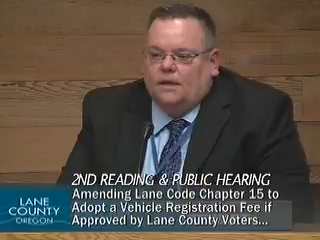 2ND READING & PUBLIC HEARING
LANE
COUNTY
OREGON
Amending Lane Code Chapter 15 to
Adopt a Vehicle Registration Fee if
Approved by Lane County Voters...